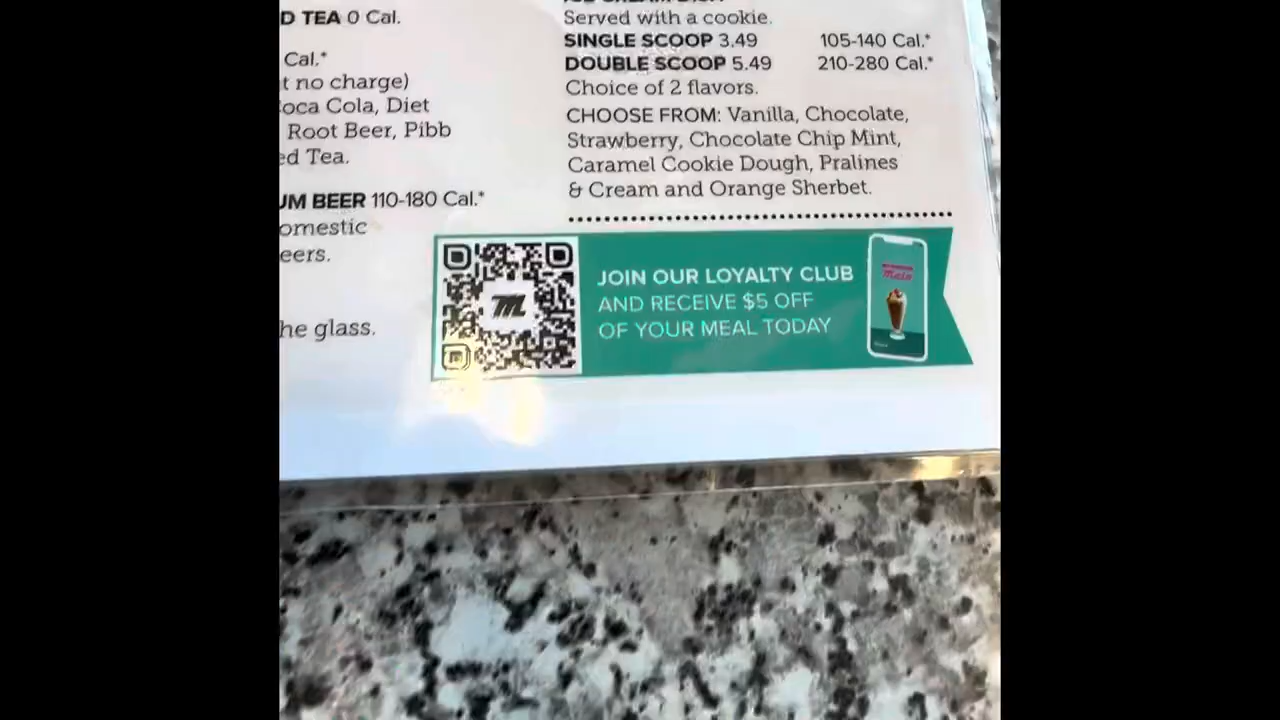 D TEA 0 Cal.
Cal.*
t no charge)
oca Cola, Diet
Root Beer, Pibb
ed Tea.
UM BEER 110-180 Cal.*
omestic
eers.
he glass.
Served with a cookie.
SINGLE SCOOP 3.49 105-140 Cal.*
DOUBLE SCOOP 5.49 210-280 Cal.*
Choice of 2 flavors.
CHOOSE FROM: Vanilla, Chocolate,
Strawberry, Chocolate Chip Mint,
Caramel Cookie Dough, Pralines
& Cream and Orange Sherbet.
M
JOIN OUR LOYALTY CLUB
AND RECEIVE $5 OFF
OF YOUR MEAL TODAY
Mels